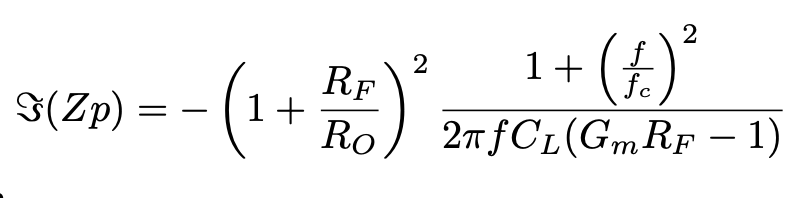 $$\Im(Zp) = -\left(1 + \frac{R_F}{R_O}\right)^2 \frac{1 + \left(\frac{f}{f_c}\right)^2}{2\pi f C_L (G_m R_F - 1)}$$